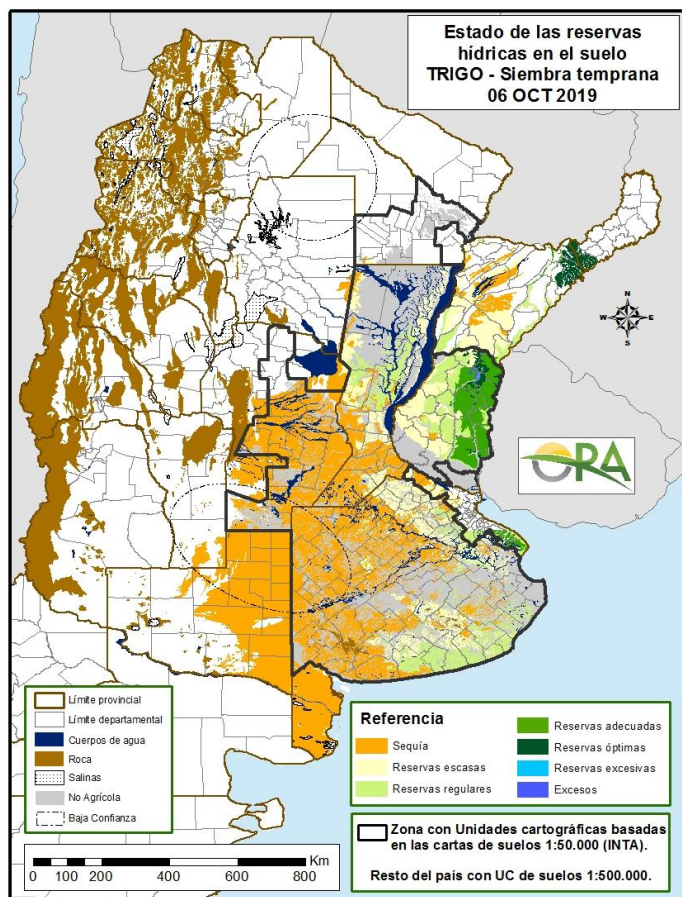 Estado de las reservas
hídricas en el suelo
TRIGO - Siembra temprana
06 OCT 2019
N
W E
S
ORA
Límite provincial
Límite departamental
Cuerpos de agua
Roca
Salinas
No Agrícola
Baja Confianza
Referencia
Sequía
Reservas escasas
Reservas regulares
Reservas adecuadas
Reservas óptimas
Reservas excesivas
Excesos
Zona con Unidades cartográficas basadas
en las cartas de suelos 1:50.000 (INTA).
Resto del país con UC de suelos 1:500.000.
Km
0 50 100 200 400 600 800